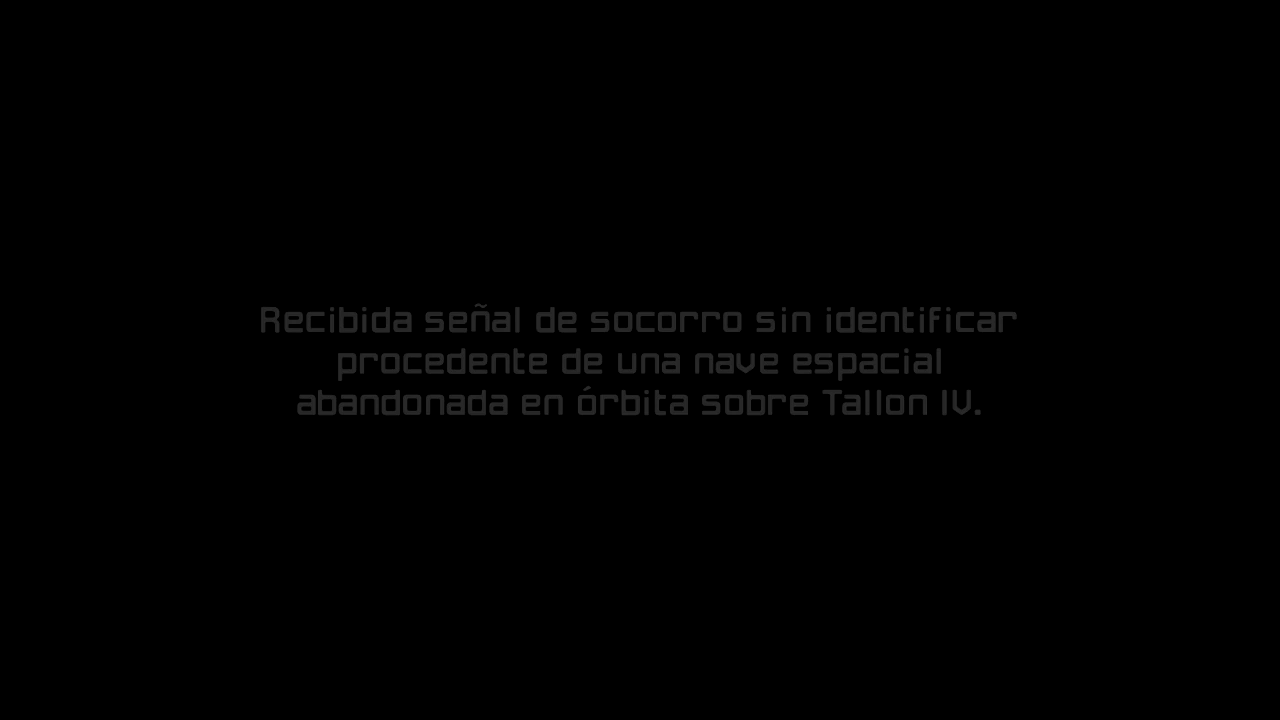 Recibida señal de socorro sin identificar
procedente de una nave espacial
abandonada en órbita sobre Tallon IV.